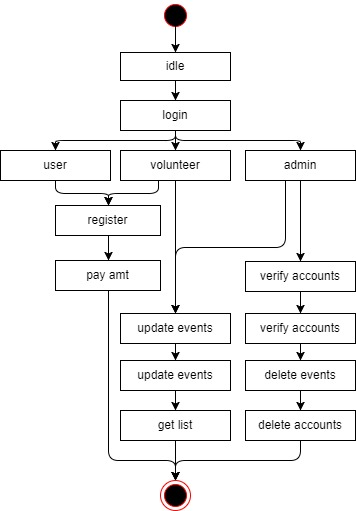 idle
login
user
volunteer
admin
register
pay amt
verify accounts
update events
verify accounts
update events
delete events
get list
delete accounts